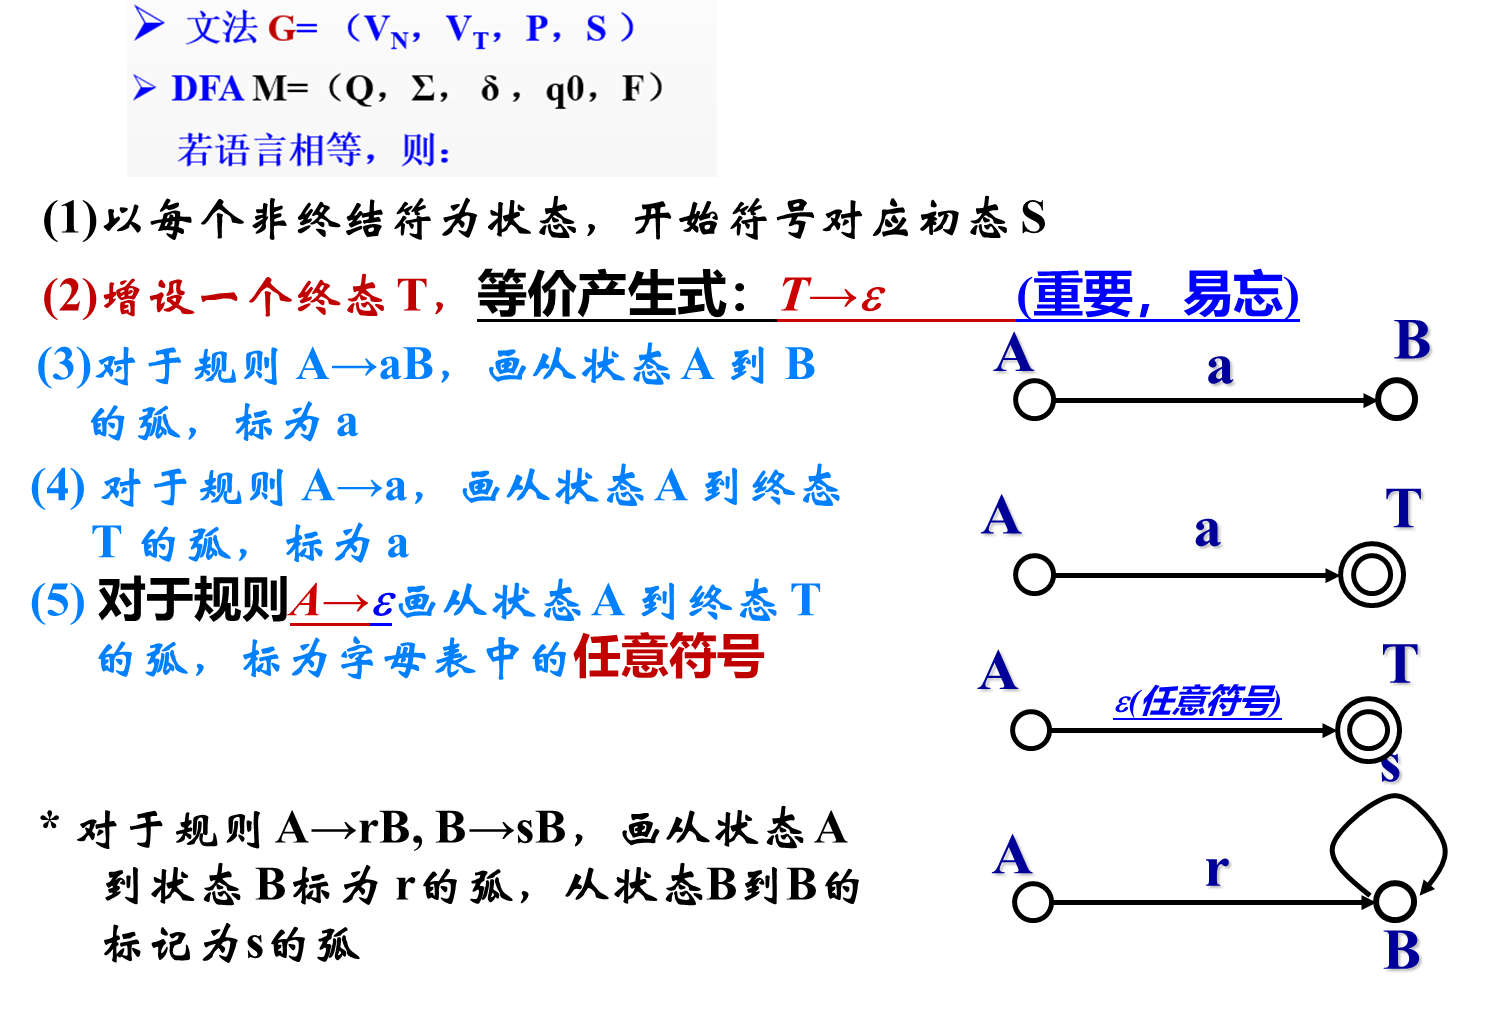 ➢ 文法 G= （VN，VT，P，S ）
➢ DFA M=（Q，Σ， δ ，q0，F）
若语言相等，则：
(1)以每个非终结符为状态，开始符号对应初态 S
(2)增设一个终态 T，等价产生式：T→ε (重要，易忘)
(3)对于规则 A→aB，画从状态 A 到 B
的弧，标为 a
A a B
(4) 对于规则 A→a，画从状态 A 到终态
T 的弧，标为 a
A a T
(5) 对于规则A→ε画从状态 A 到终态 T
的弧，标为字母表中的任意符号
A ε(任意符号) T
* 对于规则 A→rB, B→sB，画从状态 A
到状态 B标为 r的弧，从状态B到B的
标记为s的弧
s
A r
B